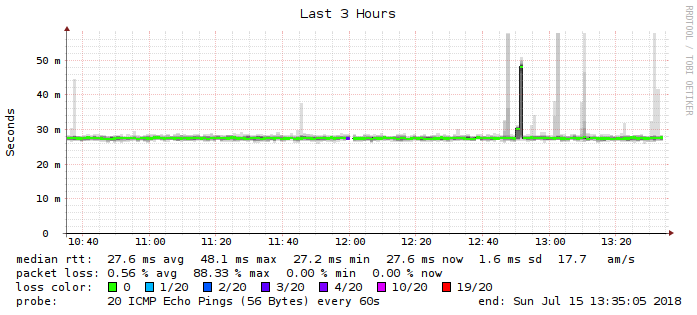 Last 3 Hours
RRDTOOL / TOBI OETIKER
Seconds
50 m
40 m
30 m
20 m
10 m
0
10:40 11:00 11:20 11:40 12:00 12:20 12:40 13:00 13:20
median rtt: 27.6 ms avg 48.1 ms max 27.2 ms min 27.6 ms now 1.6 ms sd 17.7 am/s
packet loss: 0.56 % avg 88.33 % max 0.00 % min 0.00 % now
loss color: 0 1/20 2/20 3/20 4/20 10/20 19/20
probe: 20 ICMP Echo Pings (56 Bytes) every 60s end: Sun Jul 15 13:35:05 2018